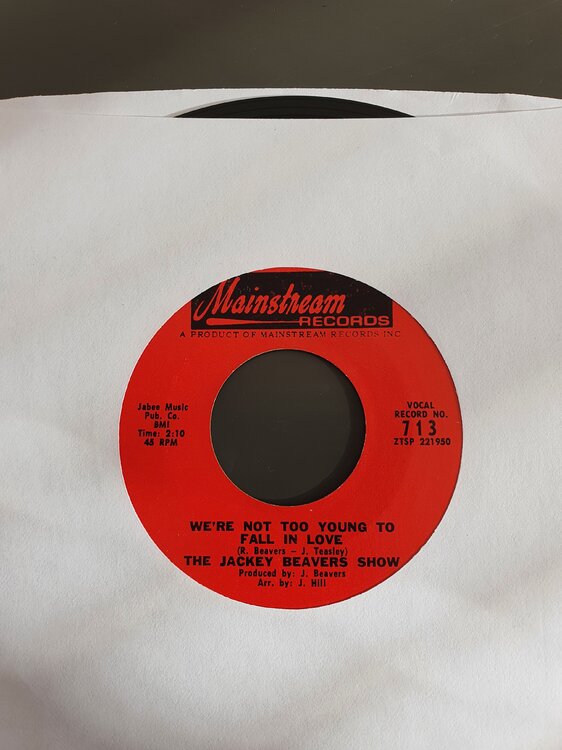 Mainstream
RECORDS
A PRODUCT OF MAINSTREAM RECORDS INC
Jabee Music
Pub. Co.
BMI
Time: 2:10
45 RPM
VOCAL
RECORD NO.
713
ZTSP 221950
WE'RE NOT TOO YOUNG TO
FALL IN LOVE
(R. Beavers - J. Teasley)
THE JACKEY BEAVERS SHOW
Produced by: J. Beavers
Arr. by: J. Hill